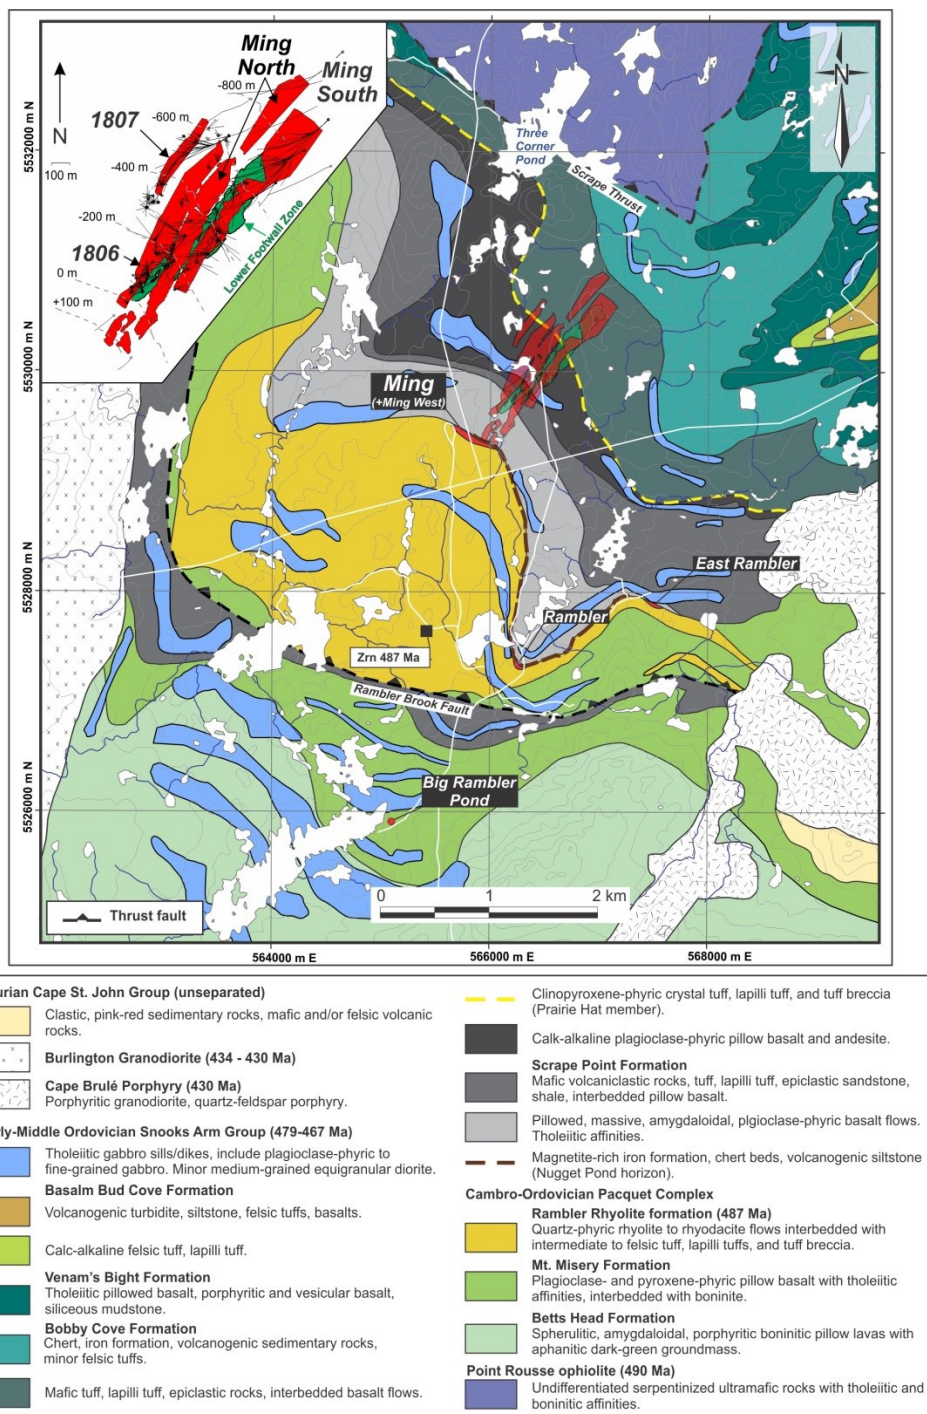 Ming
North
Ming
South
-800 m
-600 m
1807
N
100 m
-400 m
-200 m
1806
0 m
+100 m
Lower Footwall Zone
Three
Corner
Pond
Scrape Thrust
N
5532000 m N
5530000 m N
5528000 m N
5526000 m N
Ming
(+Ming West)
East Rambler
Rambler
Zrn 487 Ma
Rambler Brook Fault
Big Rambler
Pond
0 1 2 km
Thrust fault
564000 m E
566000 m E
568000 m E
urian Cape St. John Group (unseparated)
Clastic, pink-red sedimentary rocks, mafic and/or felsic volcanic
rocks.
Burlington Granodiorite (434 - 430 Ma)
Cape Brulé Porphyry (430 Ma)
Porphyritic granodiorite, quartz-feldspar porphyry.
ly-Middle Ordovician Snooks Arm Group (479-467 Ma)
Tholeiitic gabbro sills/dikes, include plagioclase-phyric to
fine-grained gabbro. Minor medium-grained equigranular diorite.
Basalm Bud Cove Formation
Volcanogenic turbidite, siltstone, felsic tuffs, basalts.
Calc-alkaline felsic tuff, lapilli tuff.
Venam's Bight Formation
Tholeiitic pillowed basalt, porphyritic and vesicular basalt,
siliceous mudstone.
Bobby Cove Formation
Chert, iron formation, volcanogenic sedimentary rocks,
minor felsic tuffs.
Mafic tuff, lapilli tuff, epiclastic rocks, interbedded basalt flows.
Clinopyroxene-phyric crystal tuff, lapilli tuff, and tuff breccia
(Prairie Hat member).
Calk-alkaline plagioclase-phyric pillow basalt and andesite.
Scrape Point Formation
Mafic volcaniclastic rocks, tuff, lapilli tuff, epiclastic sandstone,
shale, interbedded pillow basalt.
Pillowed, massive, amygdaloidal, plgioclase-phyric basalt flows.
Tholeiitic affinities.
Magnetite-rich iron formation, chert beds, volcanogenic siltstone
(Nugget Pond horizon).
Cambro-Ordovician Pacquet Complex
Rambler Rhyolite formation (487 Ma)
Quartz-phyric rhyolite to rhyodacite flows interbedded with
intermediate to felsic tuff, lapilli tuffs, and tuff breccia.
Mt. Misery Formation
Plagioclase- and pyroxene-phyric pillow basalt with tholeiitic
affinities, interbedded with boninite.
Betts Head Formation
Spherulitic, amygdaloidal, porphyritic boninitic pillow lavas with
aphanitic dark-green groundmass.
Point Rousse ophiolite (490 Ma)
Undifferentiated serpentinized ultramafic rocks with tholeiitic and
boninitic affinities.